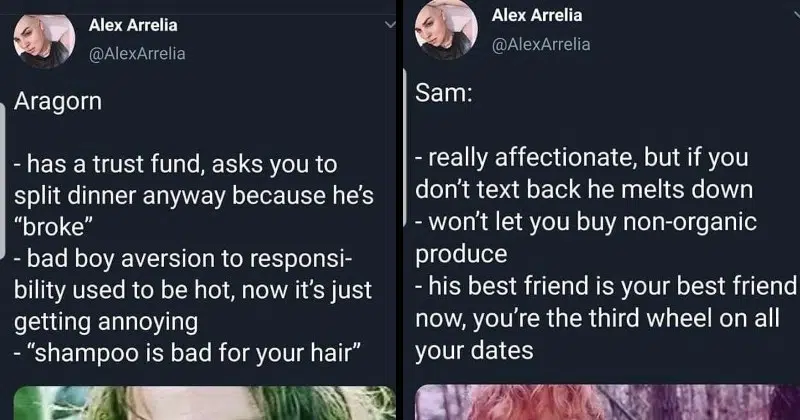 Alex Arrelia
@AlexArrelia
Aragorn
- has a trust fund, asks you to
split dinner anyway because he’s
“broke”
- bad boy aversion to responsi-
bility used to be hot, now it’s just
getting annoying
- “shampoo is bad for your hair”
Alex Arrelia
@AlexArrelia
Sam:
- really affectionate, but if you
don’t text back he melts down
- won’t let you buy non-organic
produce
- his best friend is your best friend
now, you’re the third wheel on all
your dates